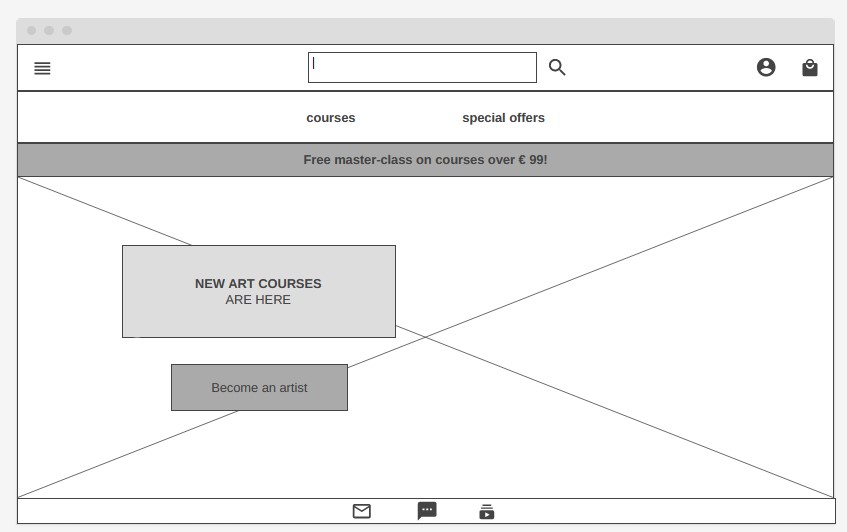 courses
special offers
Free master-class on courses over € 99!
NEW ART COURSES
ARE HERE
Become an artist